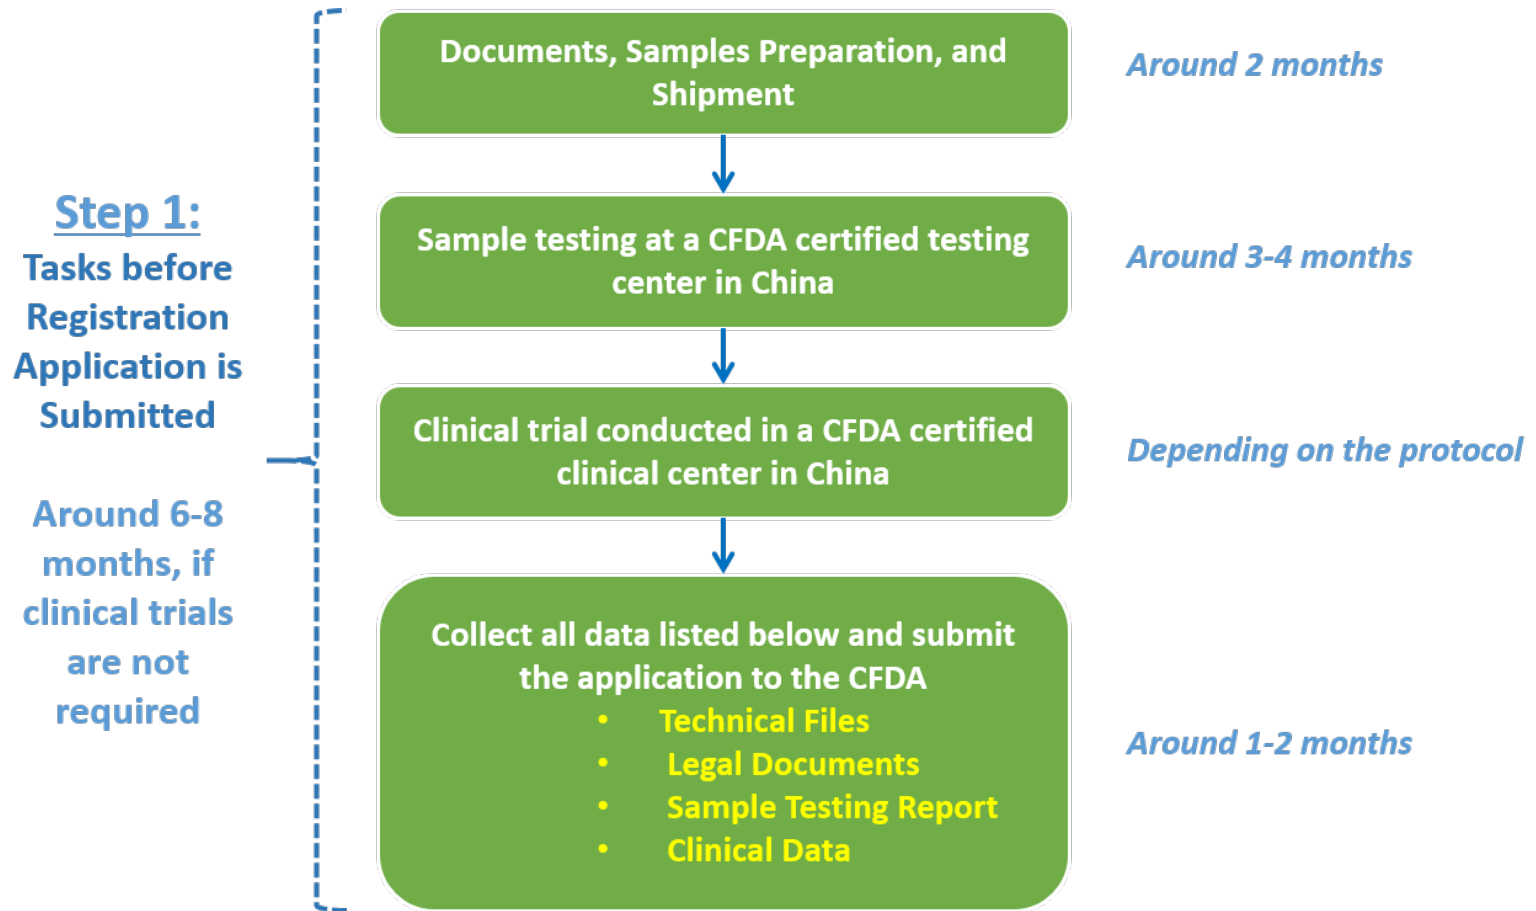 Step 1:
Tasks before
Registration
Application is
Submitted
Around 6-8
months, if
clinical trials
are not
required
Documents, Samples Preparation, and
Shipment
Around 2 months
Sample testing at a CFDA certified testing
center in China
Around 3-4 months
Clinical trial conducted in a CFDA certified
clinical center in China
Depending on the protocol
Collect all data listed below and submit
the application to the CFDA
• Technical Files
• Legal Documents
• Sample Testing Report
• Clinical Data
Around 1-2 months